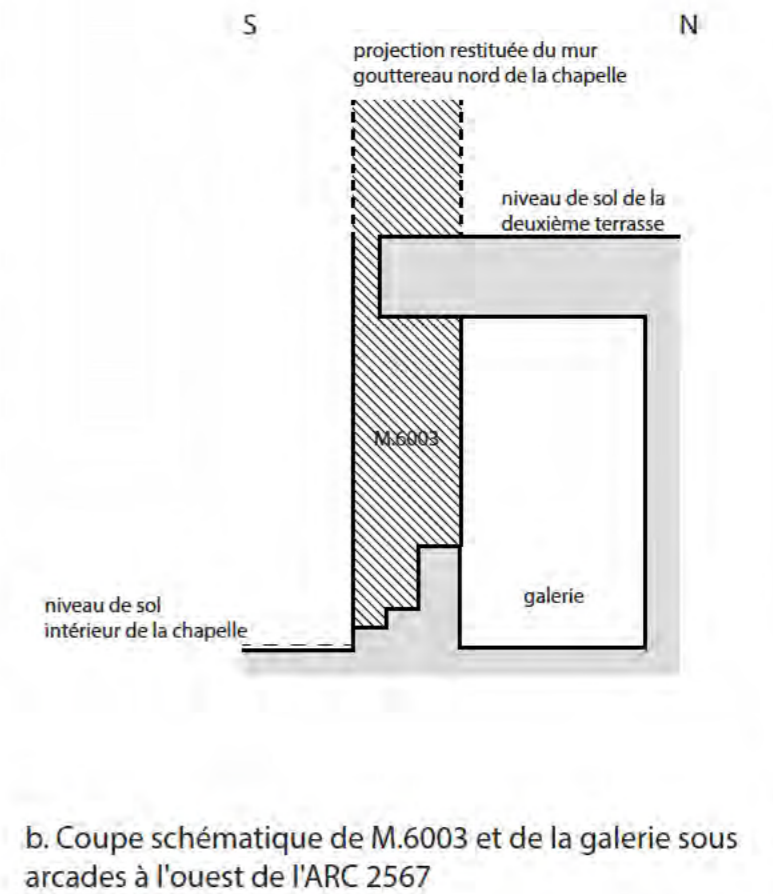 S
N
projection restituée du mur
gouttereau nord de la chapelle
niveau de sol de la
deuxième terrasse
M.6003
galerie
niveau de sol
intérieur de la chapelle
b. Coupe schématique de M.6003 et de la galerie sous
arcades à l'ouest de l'ARC 2567